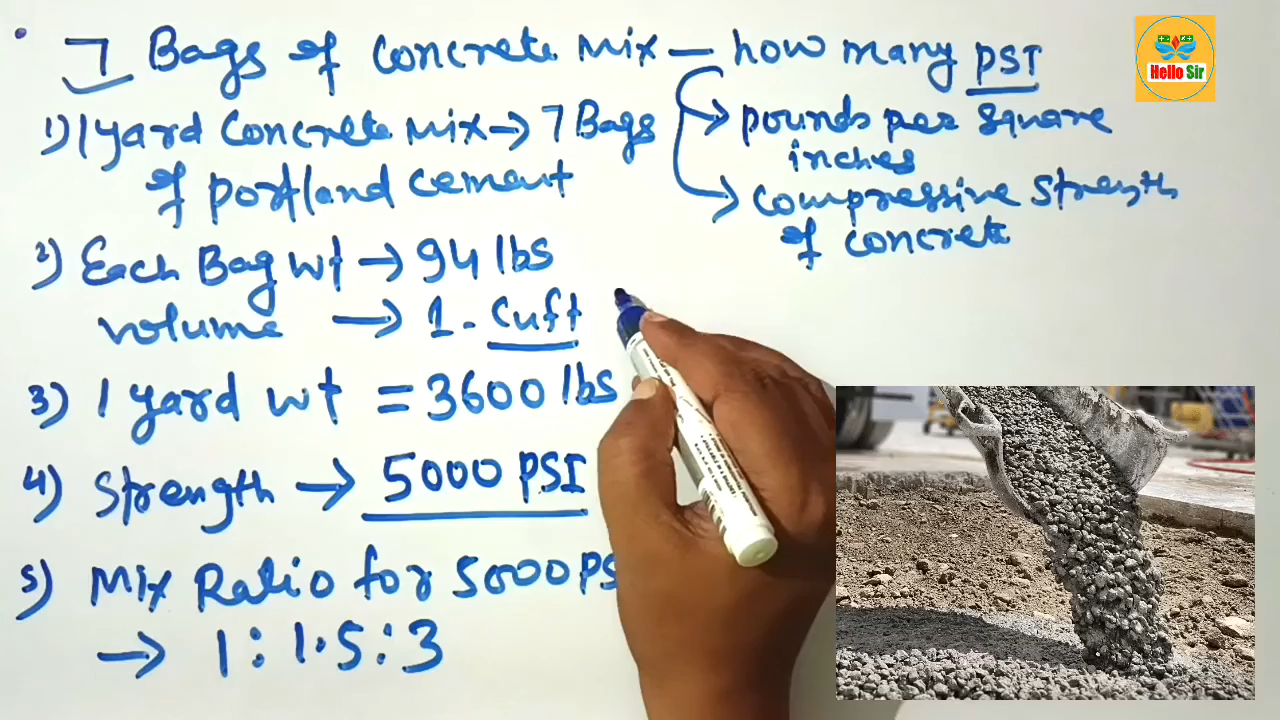 7 Bags of concrete mix – how many PSI
Hello Sir
1) 1 yard concrete mix → 7 Bags
of portland cement
→ pounds per square
inches
→ compressive strength
of concrete
2) Each Bag wt → 94 lbs
volume → 1. cuft
3) 1 yard wt = 3600 lbs
4) Strength → 5000 PSI
5) Mix Ratio for 5000 PS
→ 1 : 1.5 : 3